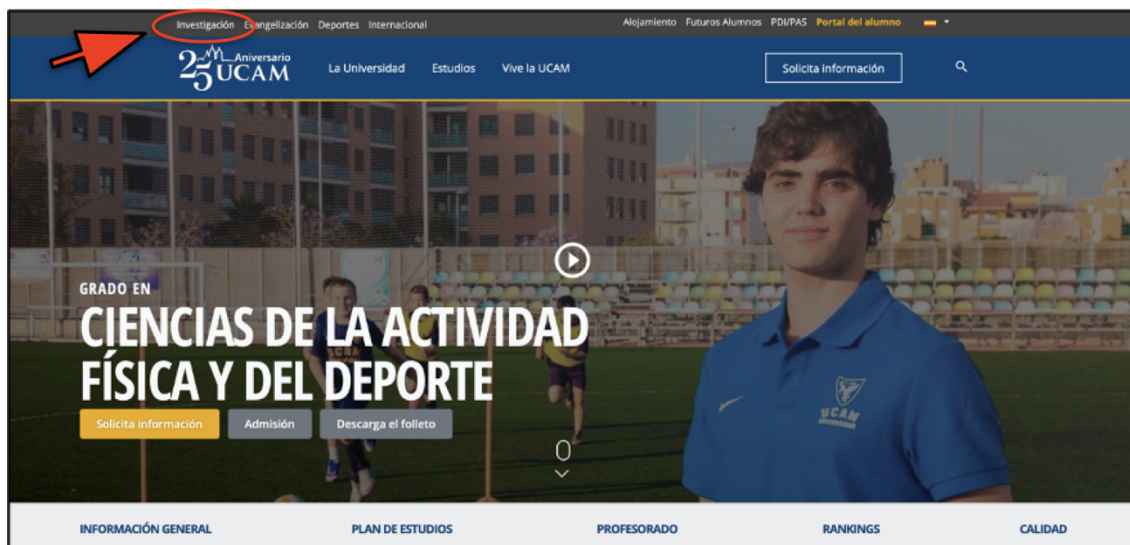 Investigación Evangelización Deportes Internacional
Alojamiento Futuros Alumnos PDI/PAS Portal del alumno
25 Aniversario
UCAM
La Universidad Estudios Vive la UCAM
Solicita información
GRADO EN
CIENCIAS DE LA ACTIVIDAD
FÍSICA Y DEL DEPORTE
Solicita información Admisión Descarga el folleto
UCAM
UNIVERSIDAD
INFORMACIÓN GENERAL PLAN DE ESTUDIOS PROFESORADO RANKINGS CALIDAD